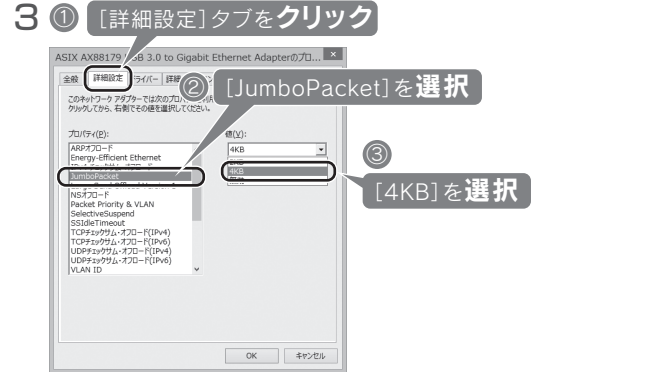 3 ① [詳細設定]タブをクリック
ASIX AX88179 USB 3.0 to Gigabit Ethernet Adapterのプロ... ×
全般 詳細設定 ドライバー 詳細
② [JumboPacket]を選択
このネットワーク アダプターでは次のプロパティを利用
クリックしてから、右側でその値を選択してください。
プロパティ(P):
値(V):
ARPオフロード
4KB
Energy-Efficient Ethernet
4KB
JumboPacket
③
[4KB]を選択
NSオフロード
Packet Priority & VLAN
SelectiveSuspend
SSIdleTimeout
TCPチェックサム・オフロード(IPv4)
TCPチェックサム・オフロード(IPv6)
UDPチェックサム・オフロード(IPv4)
UDPチェックサム・オフロード(IPv6)
VLAN ID
OK キャンセル